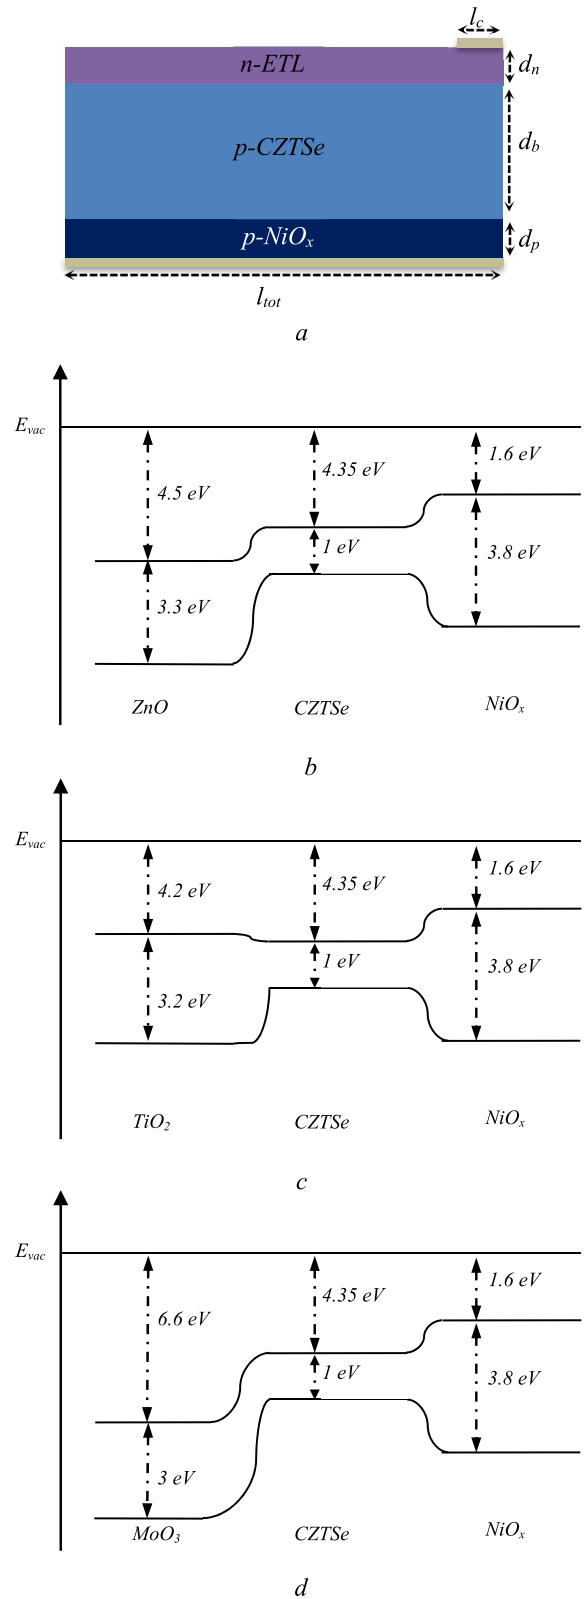 l_c
n-ETL
d_n
p-CZTSe
d_b
p-NiO_x
d_p
l_tot
a
E_vac
4.5 eV
4.35 eV
1.6 eV
1 eV
3.8 eV
3.3 eV
ZnO
CZTSe
NiO_x
b
E_vac
4.2 eV
4.35 eV
1.6 eV
1 eV
3.8 eV
3.2 eV
TiO_2
CZTSe
NiO_x
c
E_vac
6.6 eV
4.35 eV
1.6 eV
1 eV
3.8 eV
3 eV
MoO_3
CZTSe
NiO_x
d